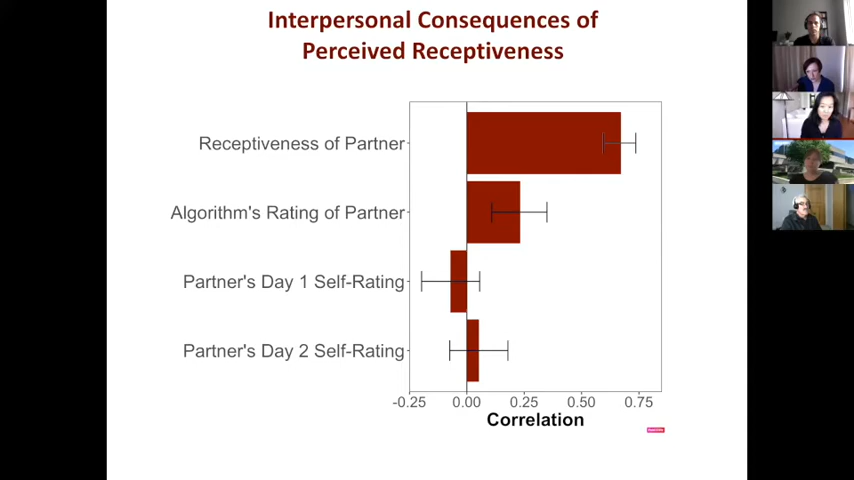 Interpersonal Consequences of
Perceived Receptiveness
Receptiveness of Partner
Algorithm's Rating of Partner
Partner's Day 1 Self-Rating
Partner's Day 2 Self-Rating
-0.25 0.00 0.25 0.50 0.75
Correlation